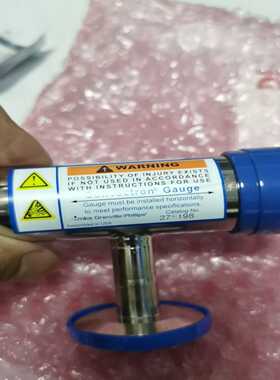 WARNING
POSSIBILITY OF INJURY EXISTS
IF NOT USED IN ACCORDANCE
WITH INSTRUCTIONS FOR USE
Gauge
Gauge must be installed horizontally
to meet performance specifications.
Granville-Phillips
Catalog No.